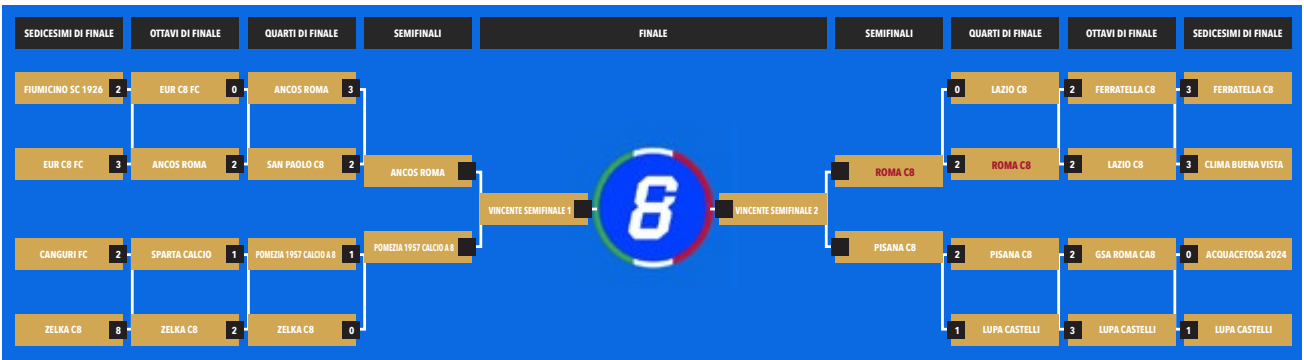 SEDICESIMI DI FINALE OTTAVI DI FINALE QUARTI DI FINALE SEMIFINALI FINALE SEMIFINALI QUARTI DI FINALE OTTAVI DI FINALE SEDICESIMI DI FINALE
FIUMICINO SC 1926 2 EUR C8 FC 0 ANCOS ROMA 3 0 LAZIO C8 2 FERRATELLA C8 3 FERRATELLA C8
EUR C8 FC 3 ANCOS ROMA 2 SAN PAOLO C8 2 2 ROMA C8 2 LAZIO C8 3 CLIMA BUENA VISTA
ANCOS ROMA ROMA C8
VINCENTE SEMIFINALE 1 8 VINCENTE SEMIFINALE 2
POMEZIA 1957 CALCIO A 8 PISANA C8
CANGURI FC 2 SPARTA CALCIO 1 POMEZIA 1957 CALCIO A 8 1 2 PISANA C8 2 GSA ROMA CA8 0 ACQUACETOSA 2024
ZELKA C8 8 ZELKA C8 2 ZELKA C8 0 1 LUPA CASTELLI 3 LUPA CASTELLI 1 LUPA CASTELLI